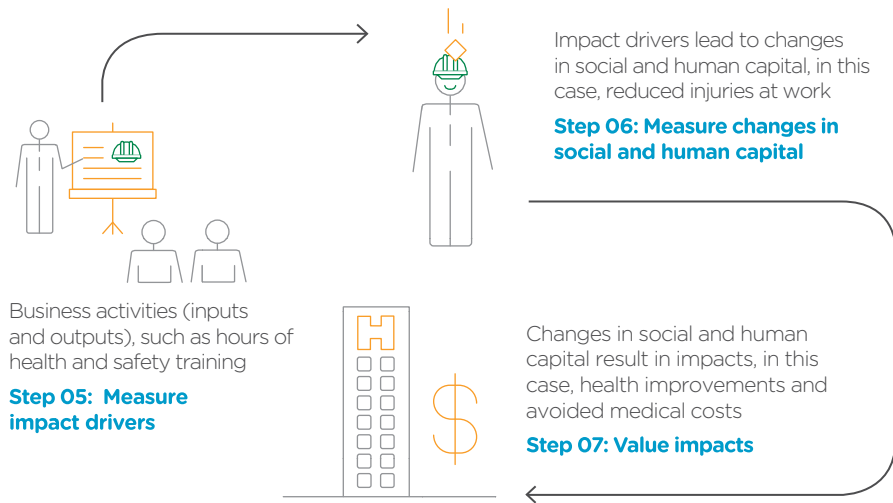 Impact drivers lead to changes
in social and human capital, in this
case, reduced injuries at work
Step 06: Measure changes in
social and human capital
Business activities (inputs
and outputs), such as hours of
health and safety training
Step 05: Measure
impact drivers
H
$
Changes in social and human
capital result in impacts, in this
case, health improvements and
avoided medical costs
Step 07: Value impacts